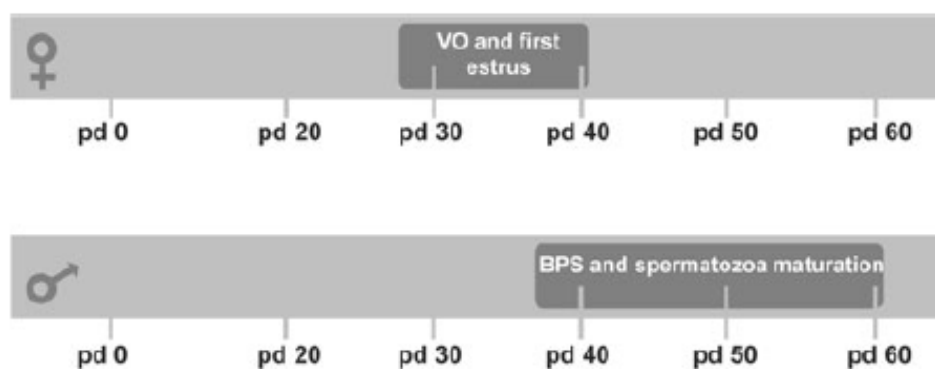 VO and first
estrus
pd 0 pd 20 pd 30 pd 40 pd 50 pd 60
BPS and spermatozoa maturation
pd 0 pd 20 pd 30 pd 40 pd 50 pd 60